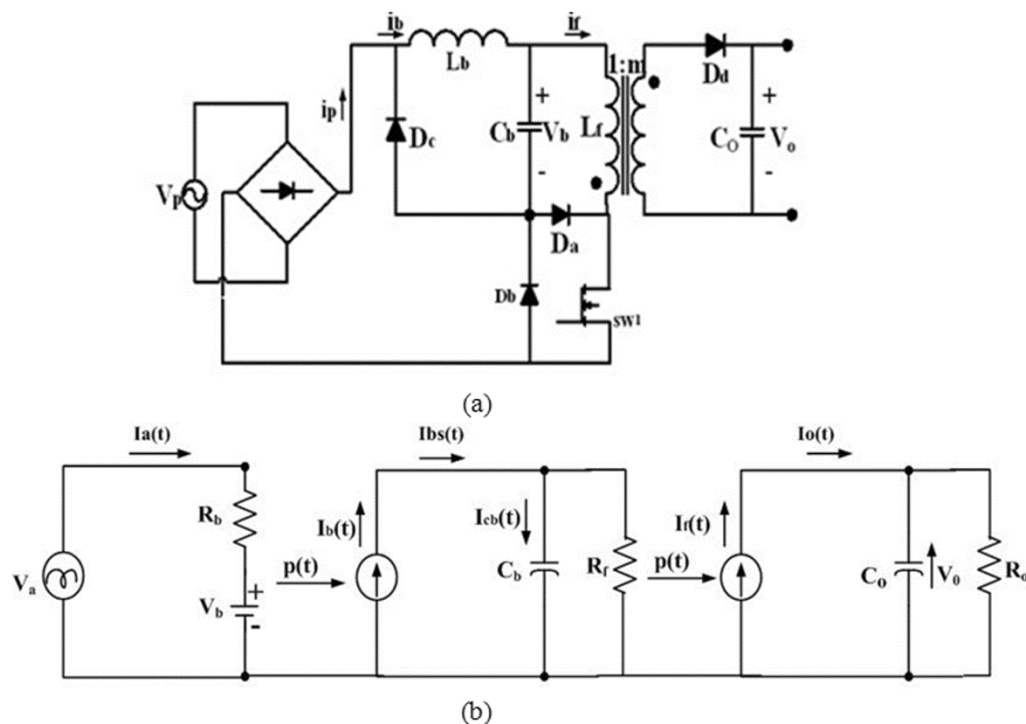 ib
if
Lb
1:m
Dd
ip
Dc
Cb
+
Vb
-
Lf
CO
+
Vo
-
Vp
Da
Db
SW1
(a)
Ia(t)
Ibs(t)
Io(t)
Rb
Ib(t)
Icb(t)
If(t)
Va
p(t)
Cb
Rf
p(t)
Co
V0
Ro
Vb
+
-
(b)